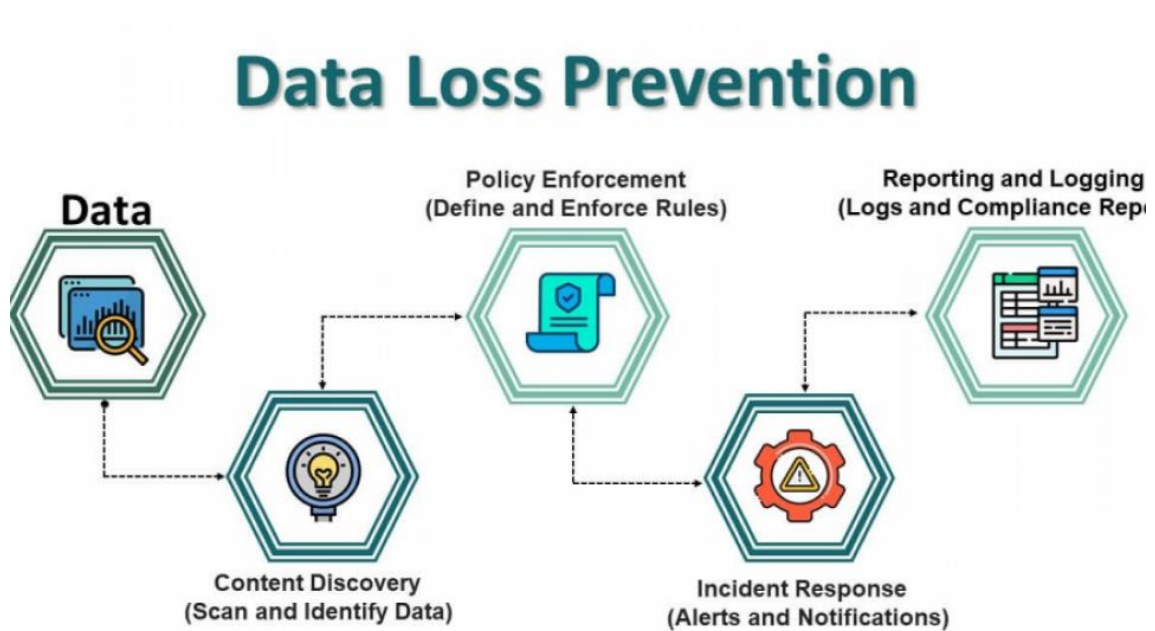 Data Loss Prevention
Data
Policy Enforcement
(Define and Enforce Rules)
Reporting and Logging
(Logs and Compliance
Content Discovery
(Scan and Identify Data)
Incident Response
(Alerts and Notifications)